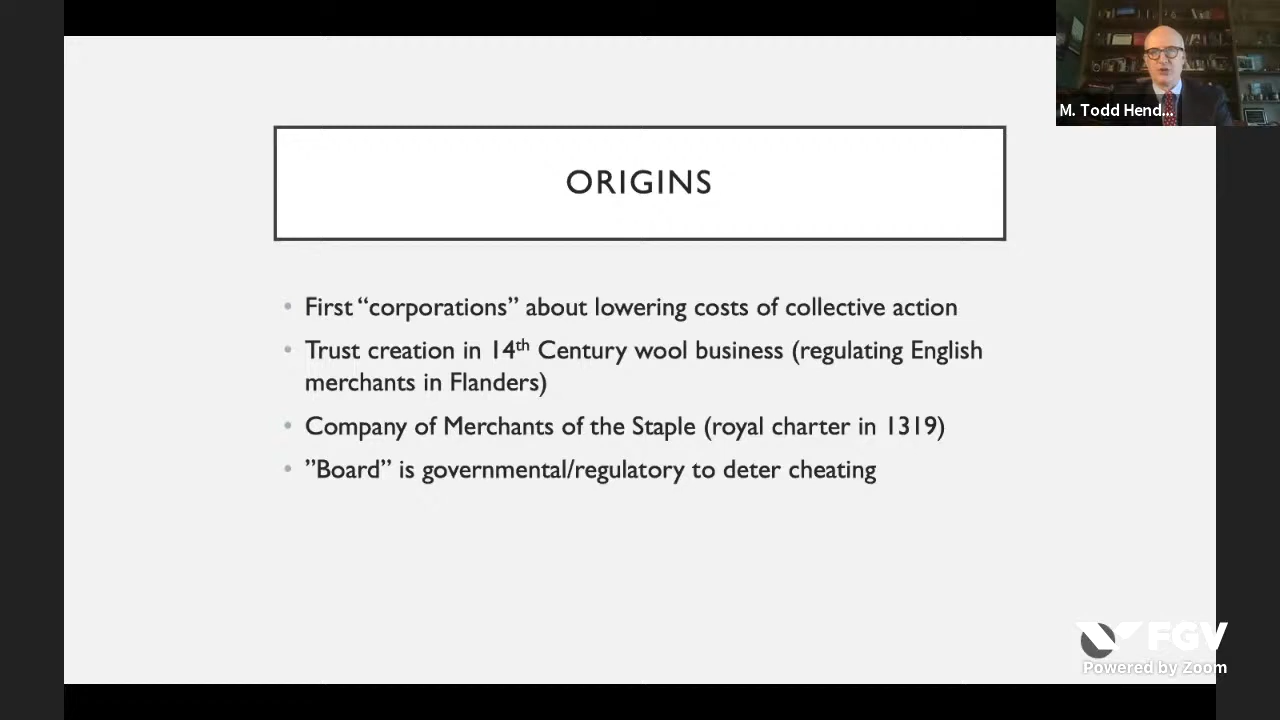 M. Todd Hend...
ORIGINS
• First “corporations” about lowering costs of collective action
• Trust creation in 14th Century wool business (regulating English
merchants in Flanders)
• Company of Merchants of the Staple (royal charter in 1319)
• ”Board” is governmental/regulatory to deter cheating
FGV
Powered by Zoom